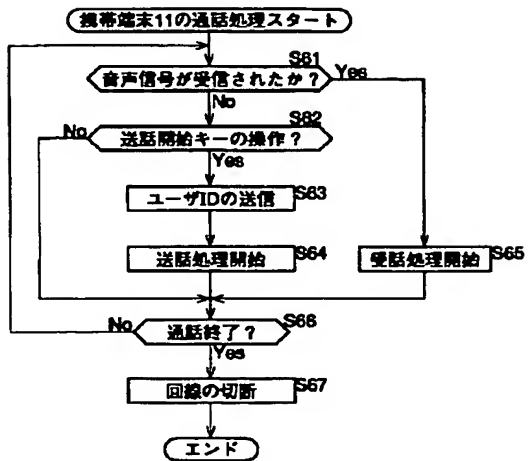 携帯端末11の通話処理スタート
S61
音声信号が受信されたか？
Yes
No
S62
No
送話開始キーの操作？
Yes
ユーザIDの送信
S63
送話処理開始
S64
受話処理開始
S65
No
通話終了？
S66
Yes
回線の切断
S67
エンド